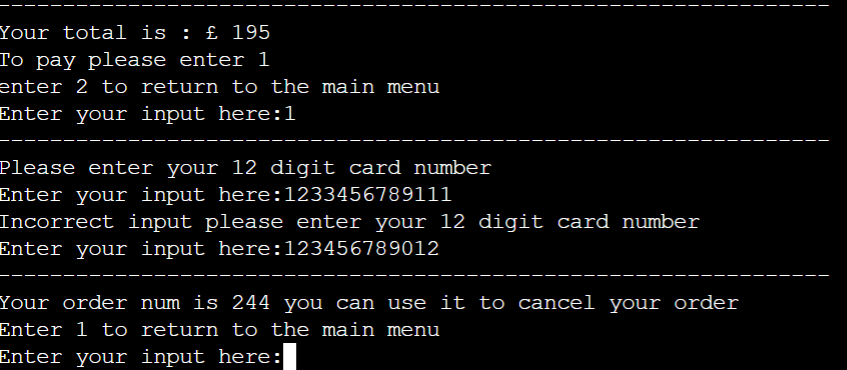 ----------------------------------------------------------------
Your total is : £ 195
To pay please enter 1
enter 2 to return to the main menu
Enter your input here:1
----------------------------------------------------------------
Please enter your 12 digit card number
Enter your input here:1233456789111
Incorrect input please enter your 12 digit card number
Enter your input here:123456789012
----------------------------------------------------------------
Your order num is 244 you can use it to cancel your order
Enter 1 to return to the main menu
Enter your input here: